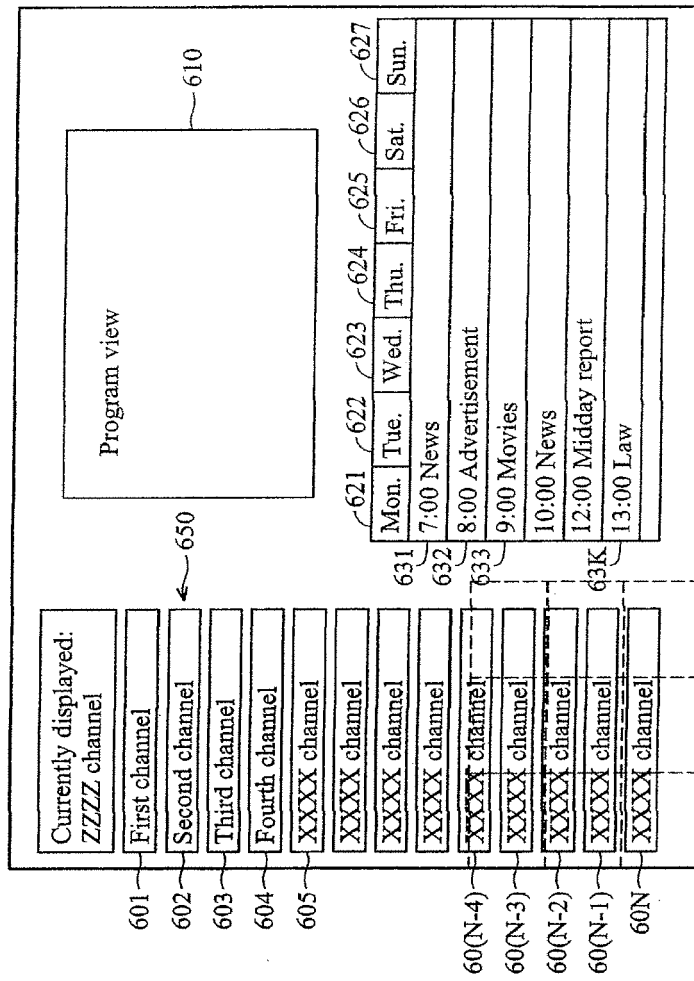 Currently displayed:
ZZZZ channel
601
First channel
602
Second channel
650
603
Third channel
604
Fourth channel
605
XXXX channel
XXXX channel
XXXX channel
XXXX channel
60(N-4)
XXXX channel
60(N-3)
XXXX channel
60(N-2)
XXXX channel
60(N-1)
XXXX channel
60N
XXXX channel
Program view
610
621 622 623 624 625 626 627
Mon. Tue. Wed. Thu. Fri. Sat. Sun.
631
7:00 News
632
8:00 Advertisement
633
9:00 Movies
10:00 News
12:00 Midday report
63K
13:00 Law